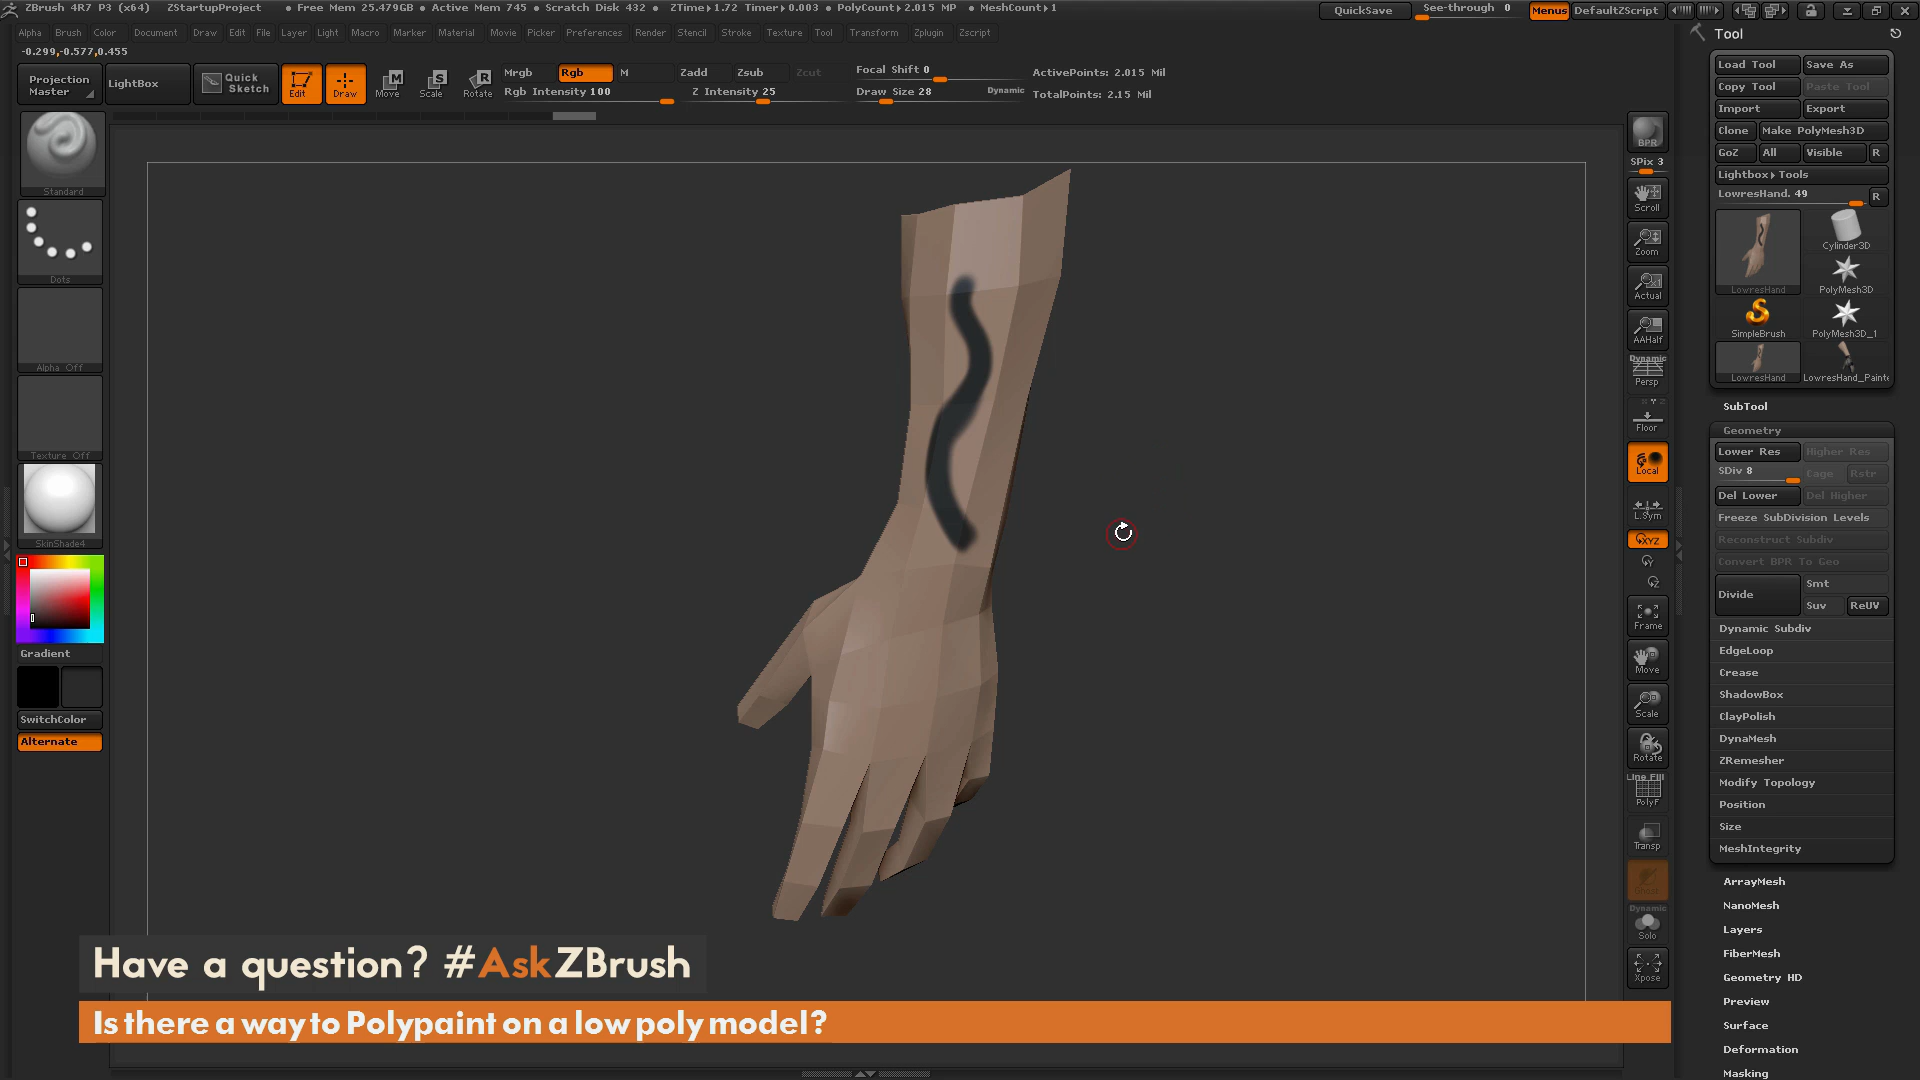 ZBrush 4R7 P3 (x64) ZStartupProject • Free Mem 25.479GB • Active Mem 745 • Scratch Disk 432 • ZTime▸1.72 Timer▸0.003 • PolyCount▸2.015 MP • MeshCount▸1 QuickSave See-through 0 Menus DefaultZScript
Alpha Brush Color Document Draw Edit File Layer Light Macro Marker Material Movie Picker Preferences Render Stencil Stroke Texture Tool Transform Zplugin Zscript
-0.299,-0.577,0.455
Projection Master
LightBox
Quick Sketch
Edit
Draw
Move
Scale
Rotate
Mrgb Rgb M
Rgb Intensity 100
Zadd Zsub Zcut
Z Intensity 25
Focal Shift 0
Draw Size 28 Dynamic
ActivePoints: 2.015 Mil
TotalPoints: 2.15 Mil
Standard
Dots
Alpha Off
Texture Off
SkinShade4
Gradient
SwitchColor
Alternate
BPR
SPix 3
Scroll
Zoom
Actual
AAHalf
Dynamic
Persp
Floor
Local
L.Sym
XYZ
Y
Z
Frame
Move
Scale
Rotate
Line Fill
PolyF
Transp
Ghost
Dynamic
Solo
Xpose
Tool
Load Tool Save As
Copy Tool Paste Tool
Import Export
Clone Make PolyMesh3D
GoZ All Visible R
Lightbox▸Tools
LowresHand. 49 R
LowresHand
Cylinder3D
PolyMesh3D
SimpleBrush
PolyMesh3D_1
LowresHand
LowresHand_Painte
SubTool
Geometry
Lower Res Higher Res
SDiv 8 Cage Rstr
Del Lower Del Higher
Freeze SubDivision Levels
Reconstruct Subdiv
Convert BPR To Geo
Divide
Smt
Suv ReUV
Dynamic Subdiv
EdgeLoop
Crease
ShadowBox
ClayPolish
DynaMesh
ZRemesher
Modify Topology
Position
Size
MeshIntegrity
ArrayMesh
NanoMesh
Layers
FiberMesh
Geometry HD
Preview
Surface
Deformation
Masking
Have a question? #AskZBrush
Is there a way to Polypaint on a low poly model?